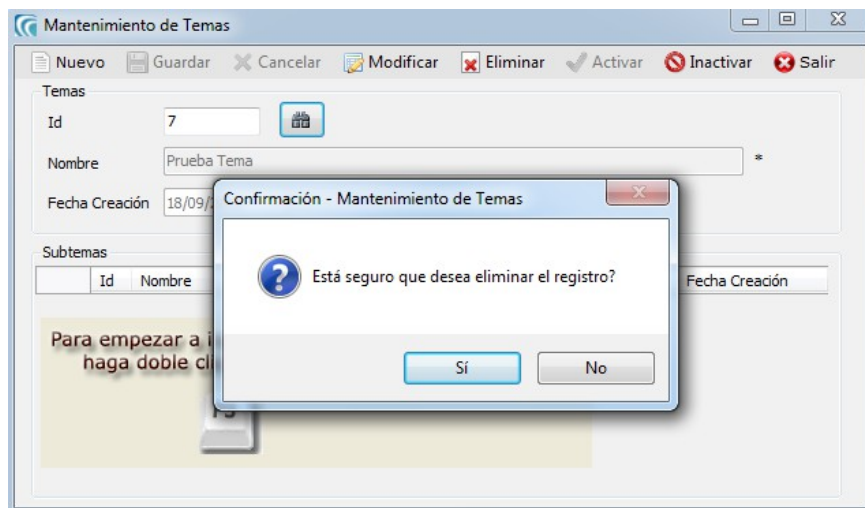 Mantenimiento de Temas
Nuevo Guardar Cancelar Modificar Eliminar Activar Inactivar Salir
Temas
Id 7
Nombre Prueba Tema *
Fecha Creación 18/09/
Confirmación - Mantenimiento de Temas
Está seguro que desea eliminar el registro?
Sí No
Subtemas
Id Nombre Fecha Creación
Para empezar a
haga doble